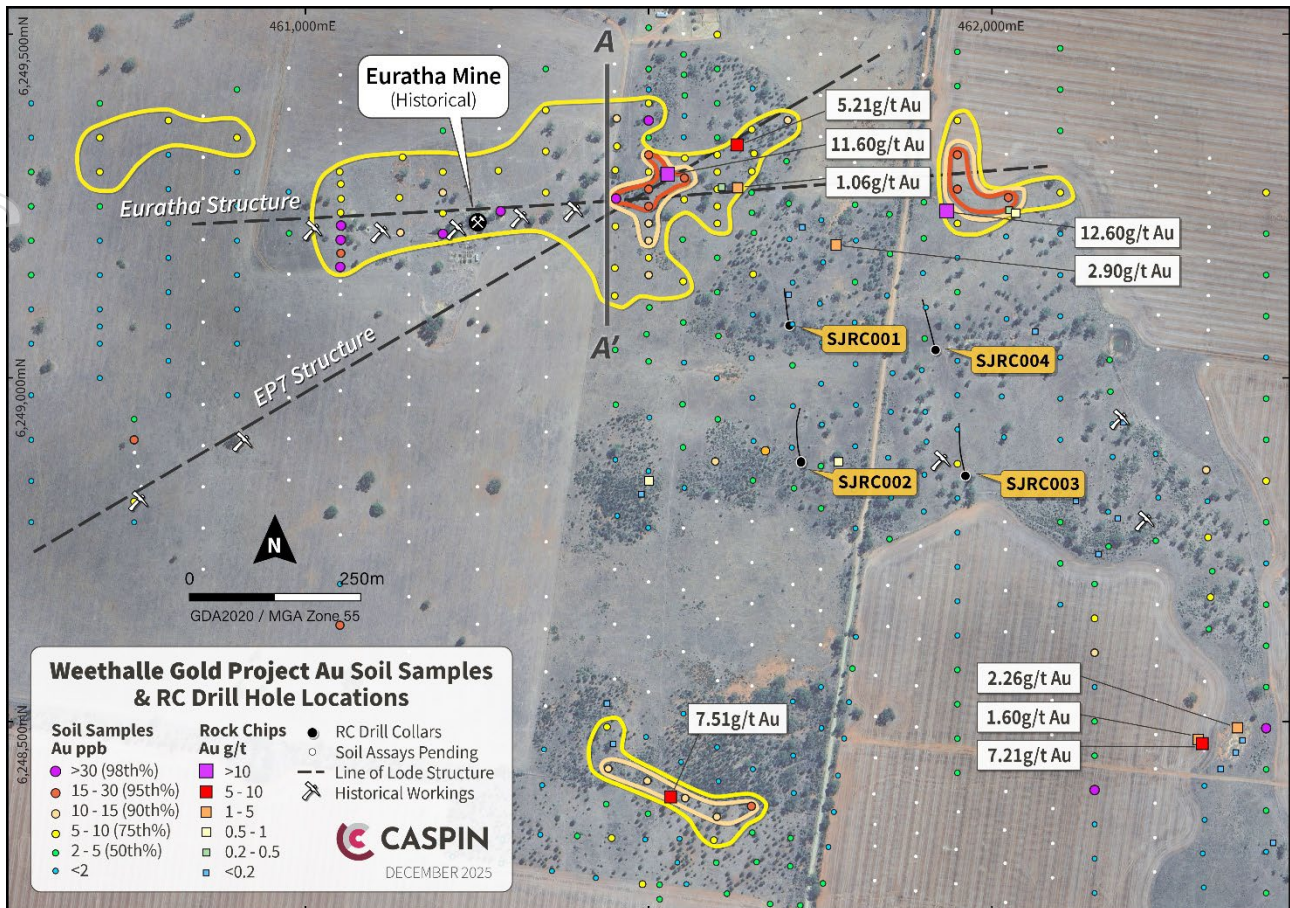 461,000mE
462,000mE
6,249,500mN
A
Euratha Mine
(Historical)
5.21g/t Au
11.60g/t Au
1.06g/t Au
Euratha Structure
12.60g/t Au
2.90g/t Au
A'
SJRC001
SJRC004
EP7 Structure
6,249,000mN
SJRC002
SJRC003
N
0 250m
GDA2020 / MGA Zone 55
Weethalle Gold Project Au Soil Samples
& RC Drill Hole Locations
Soil Samples
Au ppb
>30 (98th%)
15 - 30 (95th%)
10 - 15 (90th%)
5 - 10 (75th%)
2 - 5 (50th%)
<2
Rock Chips
Au g/t
>10
5 - 10
1 - 5
0.5 - 1
0.2 - 0.5
<0.2
RC Drill Collars
Soil Assays Pending
Line of Lode Structure
Historical Workings
CASPIN
DECEMBER 2025
7.51g/t Au
2.26g/t Au
1.60g/t Au
7.21g/t Au
6,248,500mN